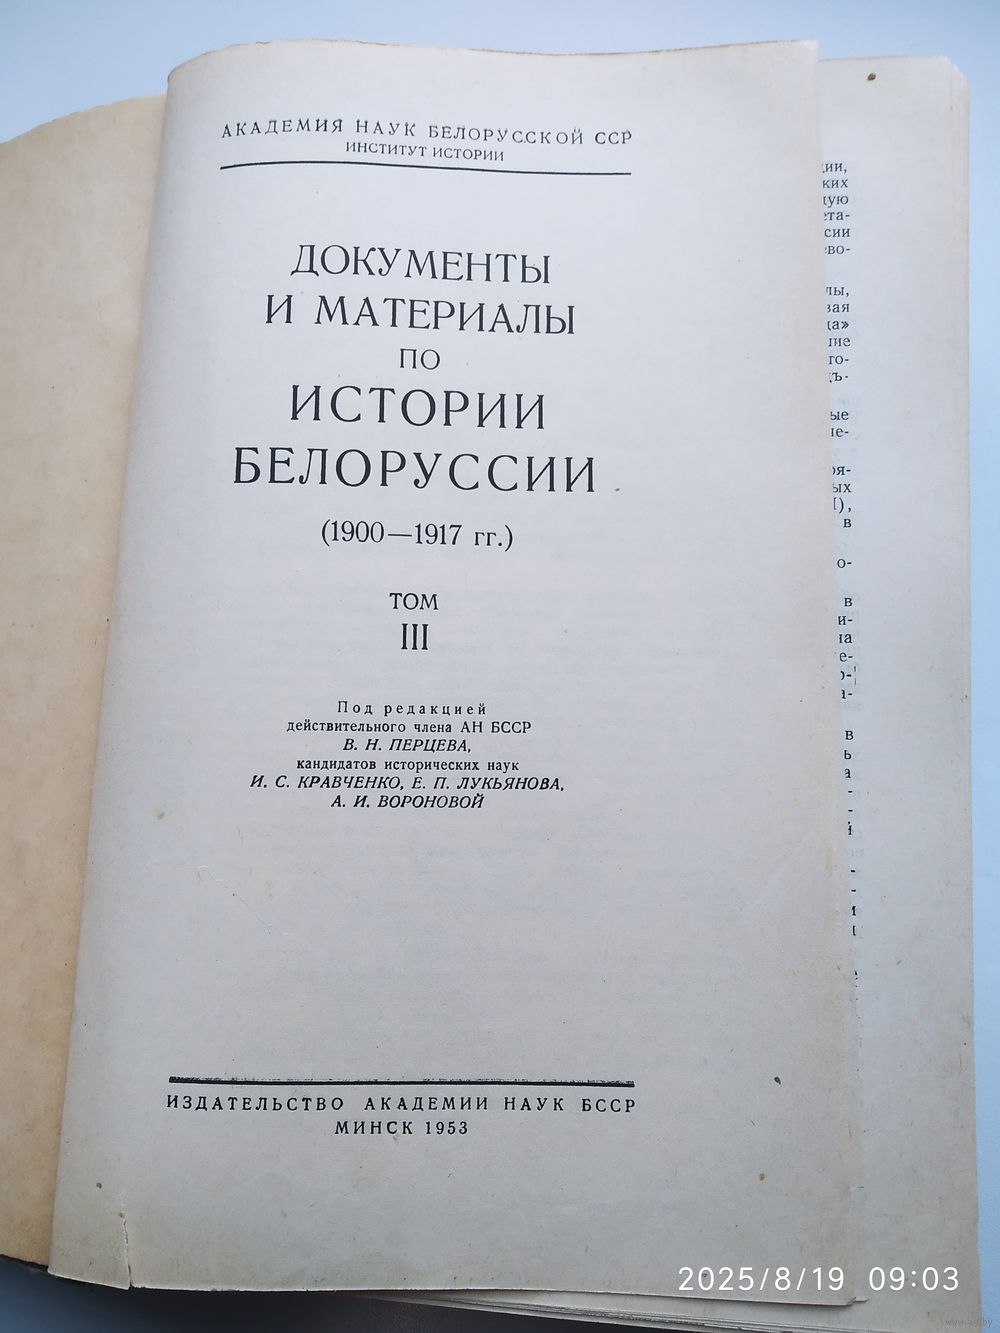 АКАДЕМИЯ НАУК БЕЛОРУССКОЙ ССР
ИНСТИТУТ ИСТОРИИ
ДОКУМЕНТЫ
И МАТЕРИАЛЫ
ПО
ИСТОРИИ
БЕЛОРУССИИ
(1900—1917 гг.)
ТОМ
III
Под редакцией
действительного члена АН БССР
В. Н. ПЕРЦЕВА,
кандидатов исторических наук
И. С. КРАВЧЕНКО, Е. П. ЛУКЬЯНОВА,
А. И. ВОРОНОВОЙ
ИЗДАТЕЛЬСТВО АКАДЕМИИ НАУК БССР
МИНСК 1953
2025/8/19 09:03